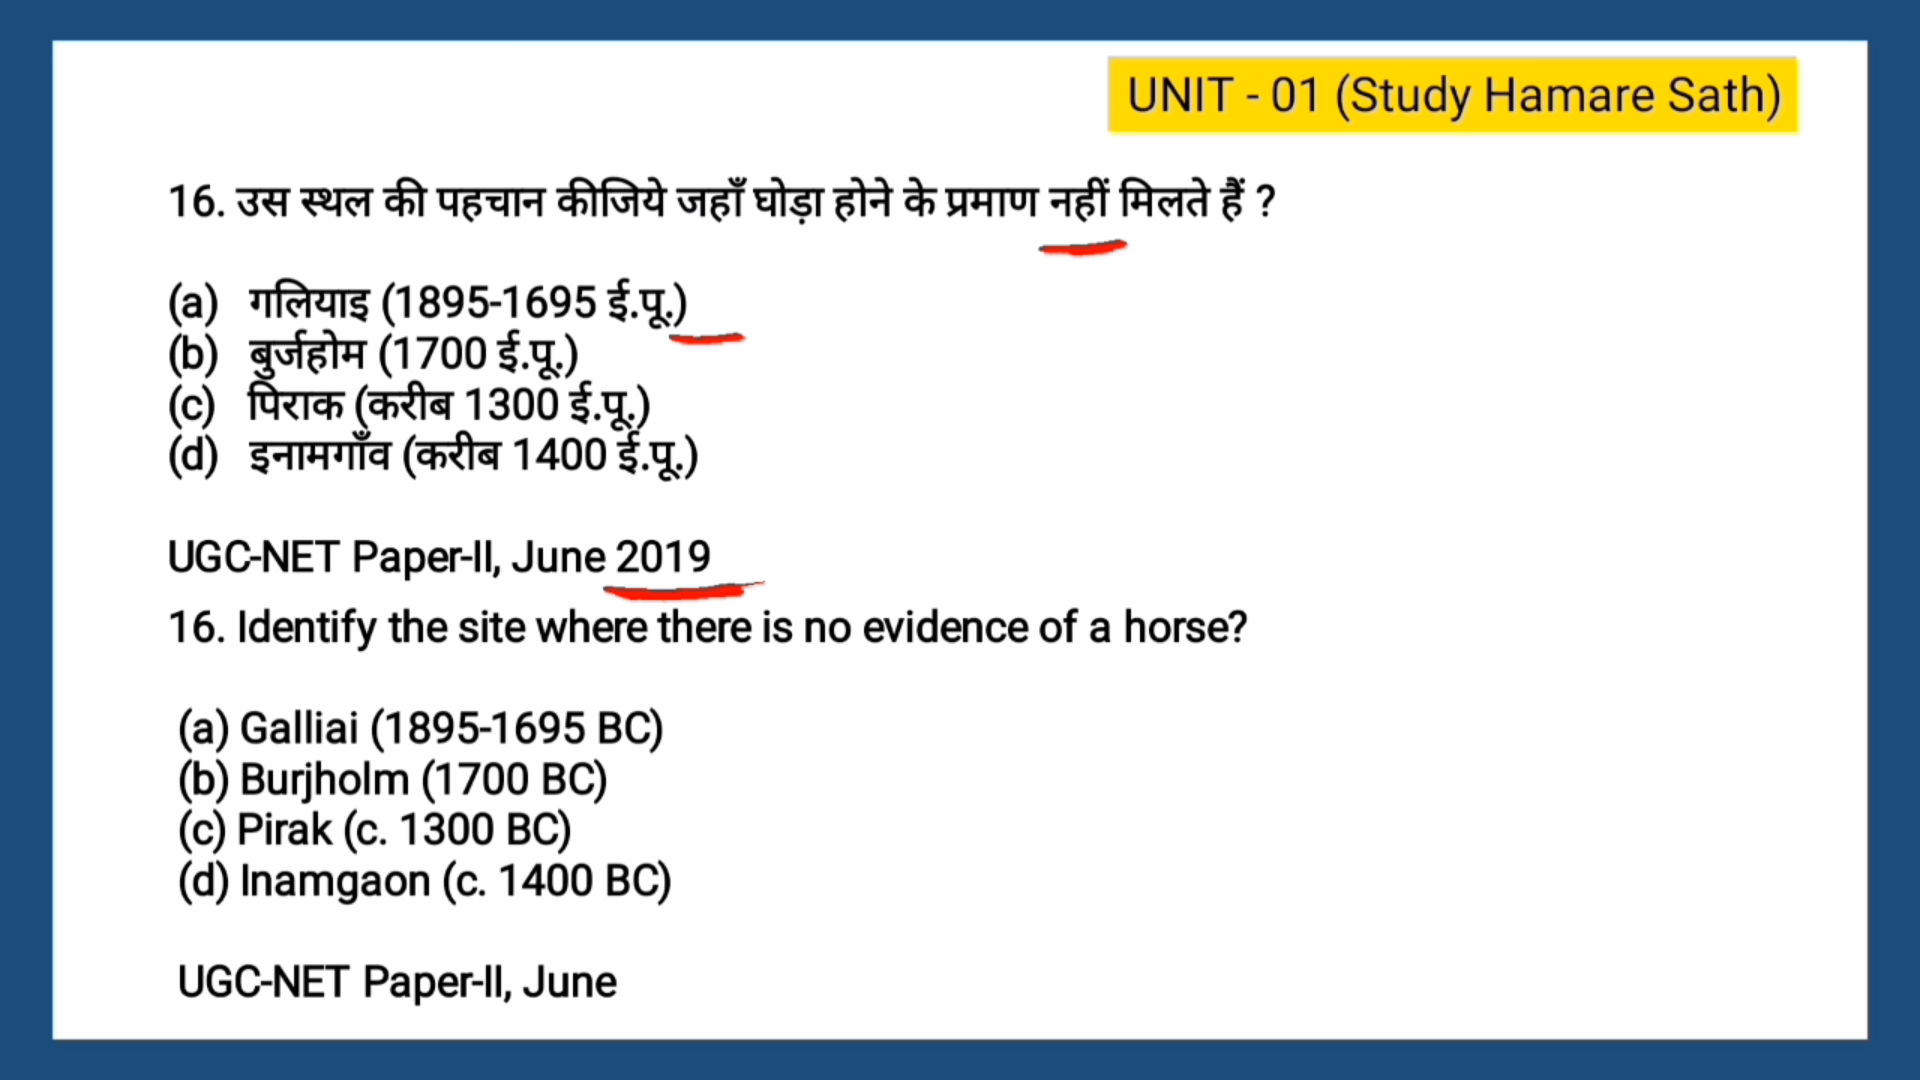 UNIT - 01 (Study Hamare Sath)
16. उस स्थल की पहचान कीजिये जहाँ घोड़ा होने के प्रमाण नहीं मिलते हैं ?
(a) गलियाइ (1895-1695 ई.पू.)
(b) बुर्जहोम (1700 ई.पू.)
(c) पिराक (करीब 1300 ई.पू.)
(d) इनामगाँव (करीब 1400 ई.पू.)
UGC-NET Paper-II, June 2019
16. Identify the site where there is no evidence of a horse?
(a) Galliai (1895-1695 BC)
(b) Burjholm (1700 BC)
(c) Pirak (c. 1300 BC)
(d) Inamgaon (c. 1400 BC)
UGC-NET Paper-II, June